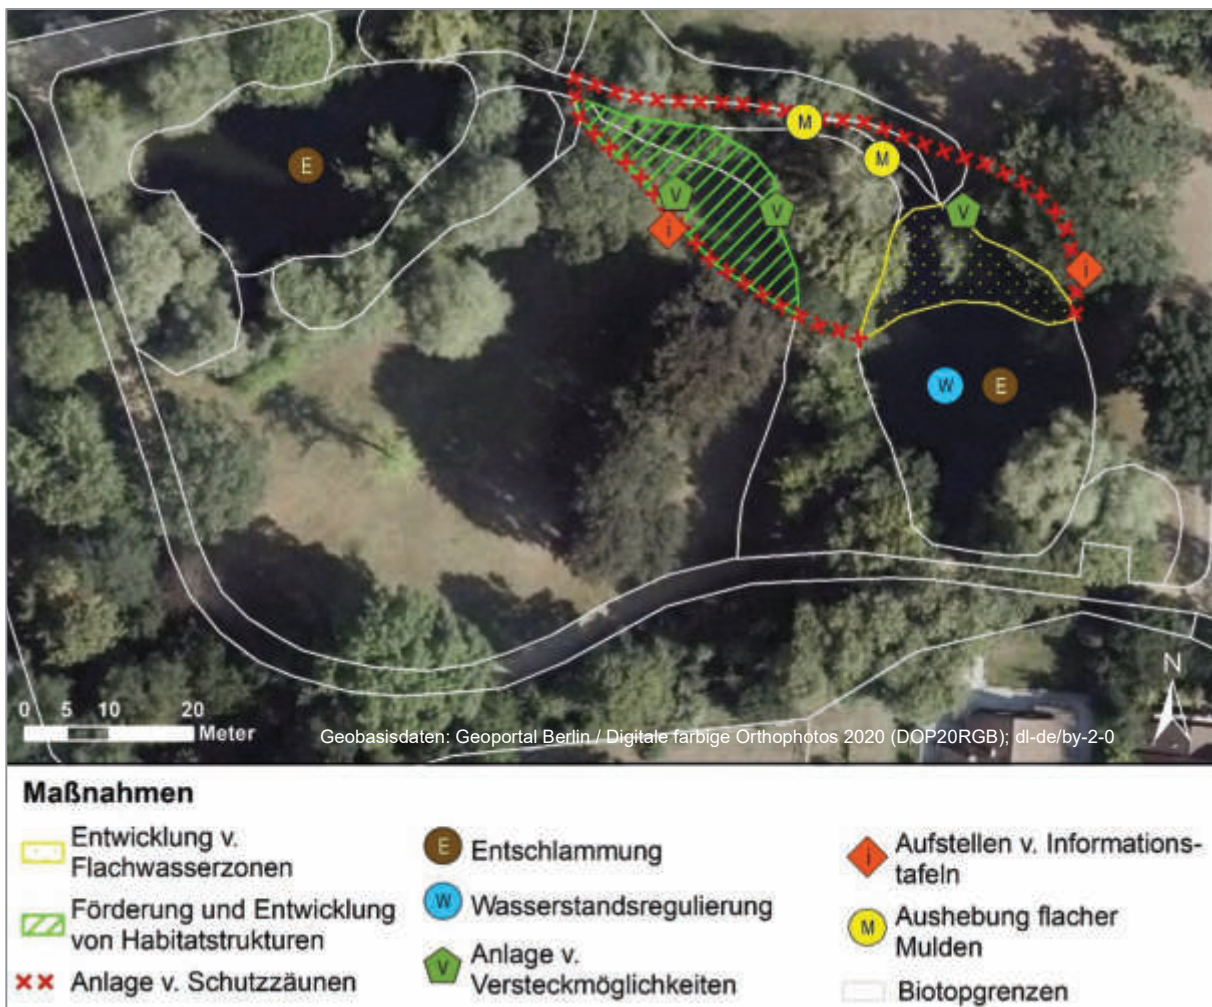 M
M
E
V
V
V
i
i
W
E
N
0 5 10 20
Meter
Geobasisdaten: Geoportal Berlin / Digitale farbige Orthophotos 2020 (DOP20RGB); dl-de/by-2-0
Maßnahmen
Entwicklung v.
Flachwasserzonen
Förderung und Entwicklung
von Habitatstrukturen
Anlage v. Schutzzäunen
E Entschlammung
W Wasserstandsregulierung
V Anlage v.
Versteckmöglichkeiten
i Aufstellen v. Informations-
tafeln
M Aushebung flacher
Mulden
Biotopgrenzen